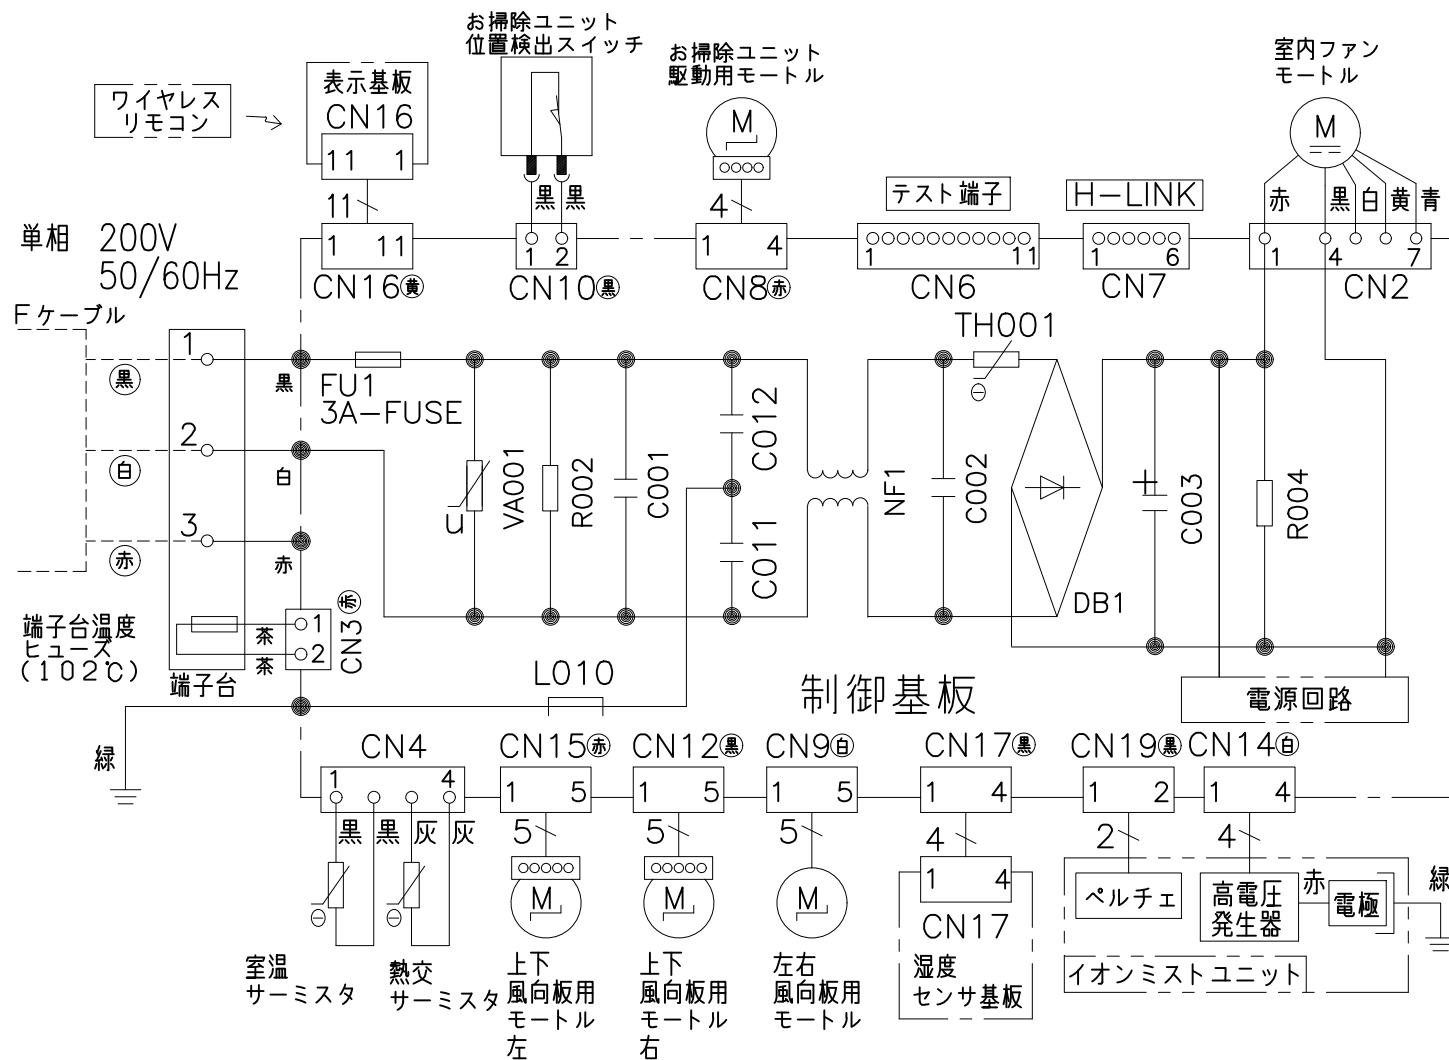 お掃除ユニット
位置検出スイッチ
お掃除ユニット
駆動用モートル
室内ファン
モートル
ワイヤレス
リモコン
表示基板
CN16
11 1
11
1 11
CN16黄
黒 黒
1 2
CN10黒
M
4
1 4
CN8赤
テスト端子
1 11
CN6
H-LINK
1 6
CN7
M
赤 黒 白 黄 青
1 4 7
CN2
単相 200V
50/60Hz
Fケーブル
1
黒
2
白
3
赤
黒
白
赤
端子台温度
ヒューズ
(102℃)
端子台
茶
茶
1
2
CN3赤
緑
FU1
3A-FUSE
u
VA001
R002
C001
C012
C011
NF1
C002
TH001
DB1
+
C003
R004
L010
制御基板
電源回路
CN4
1 4
黒 黒 灰 灰
室温
サーミスタ
熱交
サーミスタ
CN15赤
1 5
5
M
上下
風向板用
モートル
左
CN12黒
1 5
5
M
上下
風向板用
モートル
右
CN9白
1 5
5
M
左右
風向板用
モートル
CN17黒
1 4
4
1 4
CN17
湿度
センサ基板
CN19黒
1 2
2
ペルチェ
CN14白
1 4
4
高電圧
発生器
赤
電極
緑
イオンミストユニット